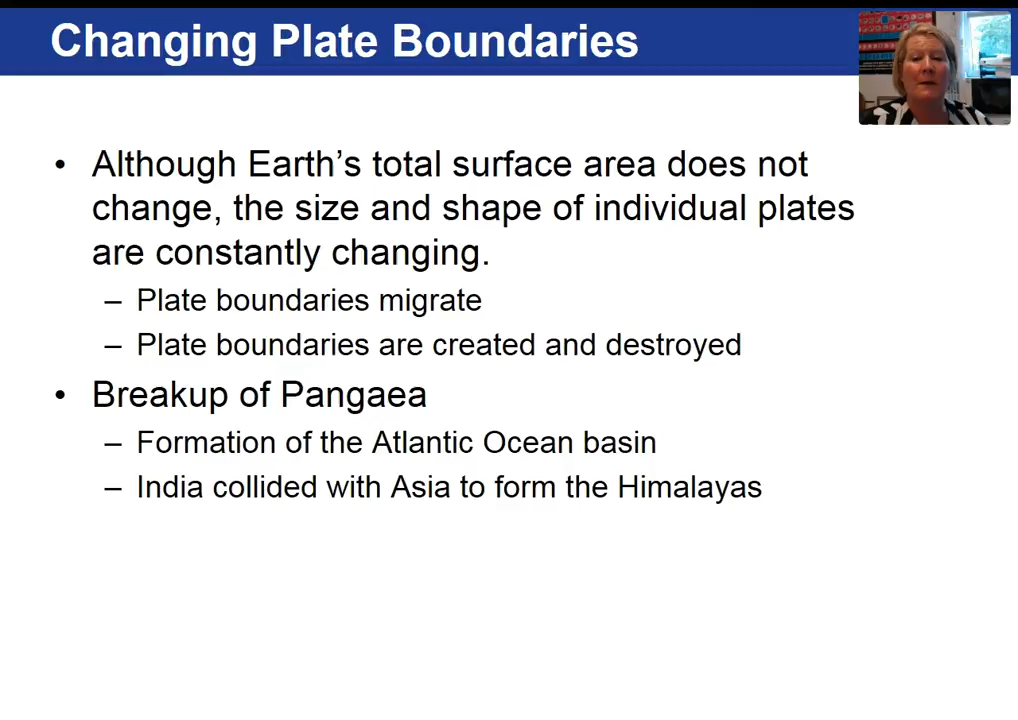 Changing Plate Boundaries
• Although Earth’s total surface area does not
change, the size and shape of individual plates
are constantly changing.
– Plate boundaries migrate
– Plate boundaries are created and destroyed
• Breakup of Pangaea
– Formation of the Atlantic Ocean basin
– India collided with Asia to form the Himalayas